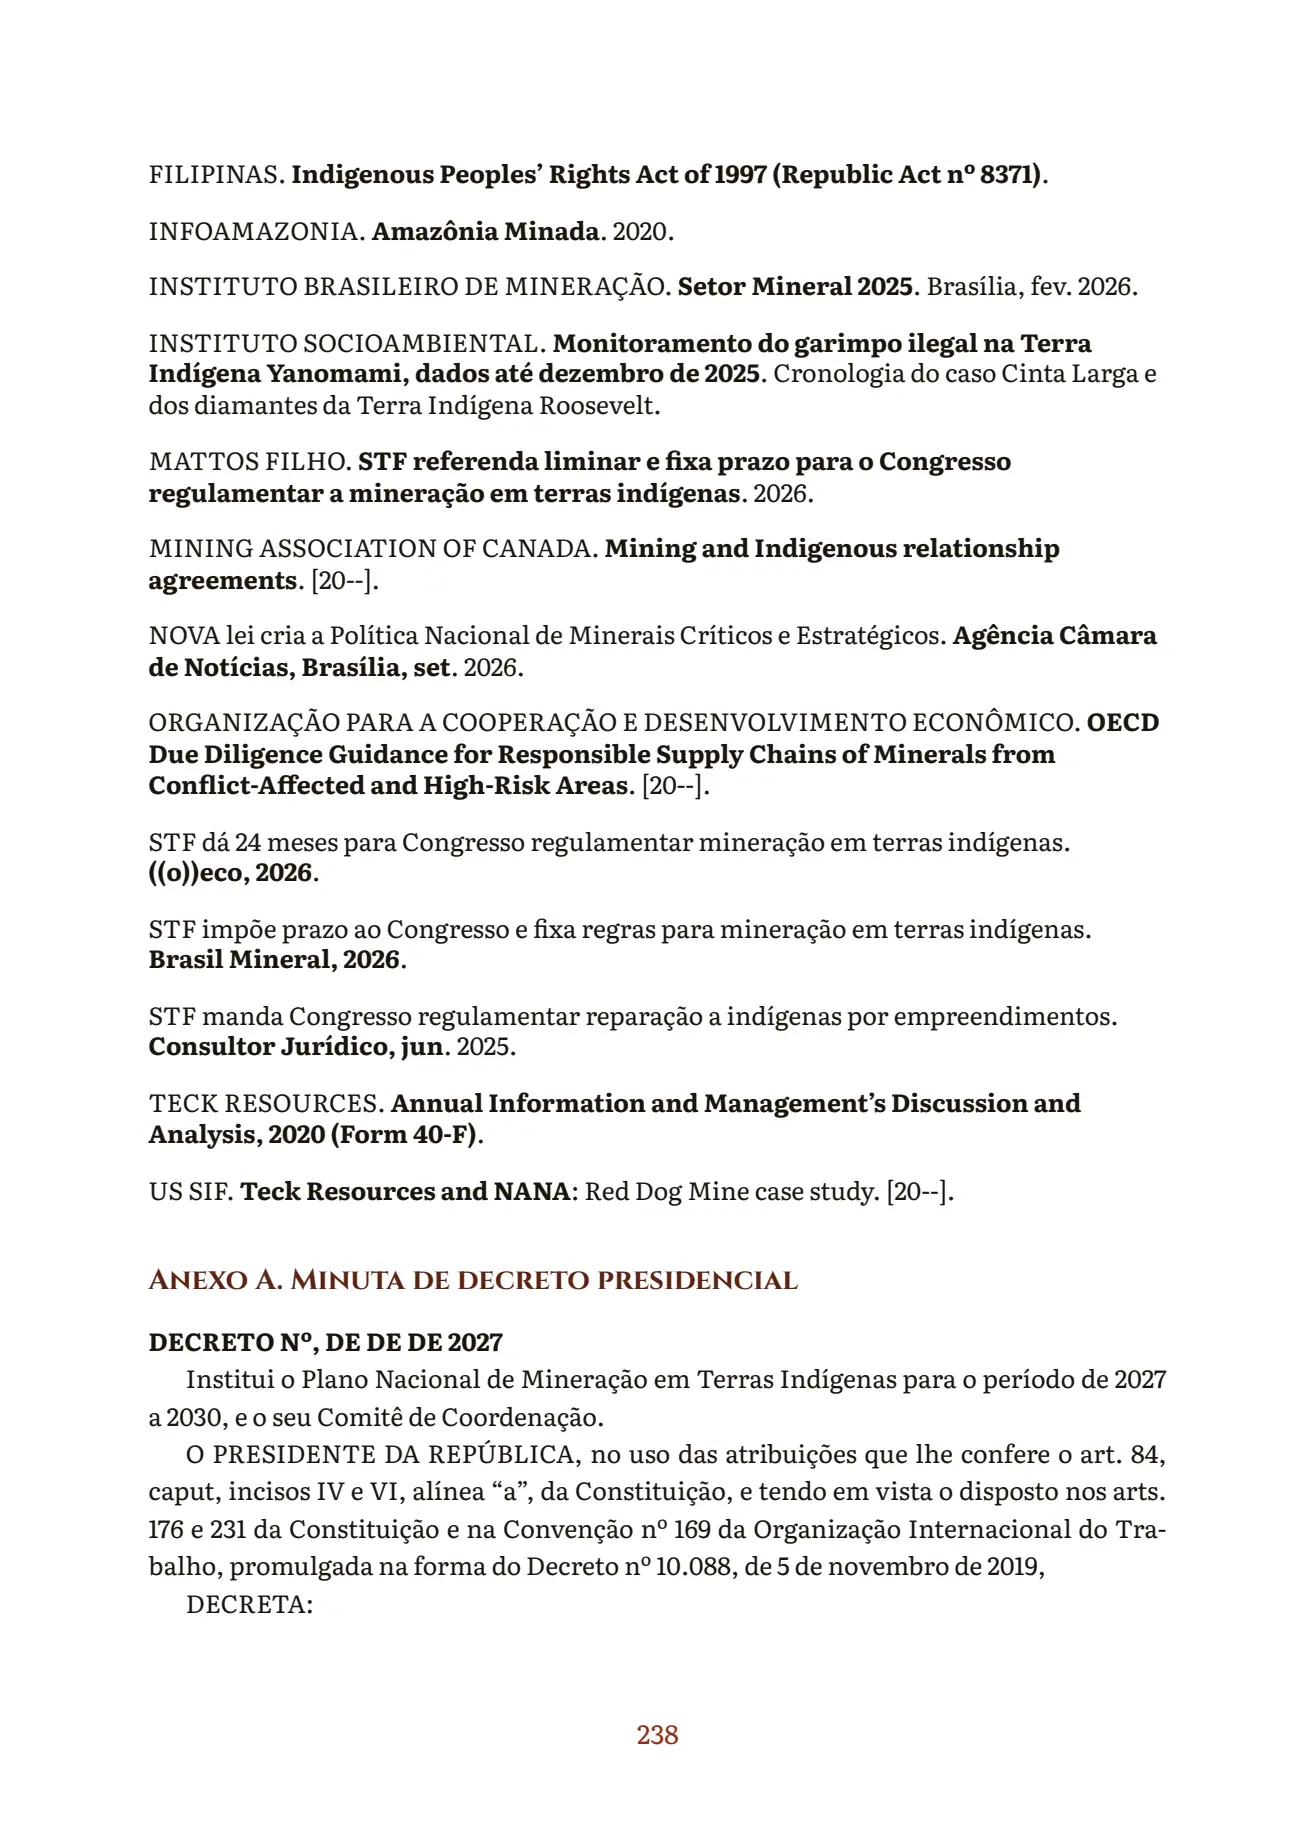 FILIPINAS. Indigenous Peoples’ Rights Act of 1997 (Republic Act nº 8371).
INFOAMAZONIA. Amazônia Minada. 2020.
INSTITUTO BRASILEIRO DE MINERAÇÃO. Setor Mineral 2025. Brasília, fev. 2026.
INSTITUTO SOCIOAMBIENTAL. Monitoramento do garimpo ilegal na Terra
Indígena Yanomami, dados até dezembro de 2025. Cronologia do caso Cinta Larga e
dos diamantes da Terra Indígena Roosevelt.
MATTOS FILHO. STF referenda liminar e fixa prazo para o Congresso
regulamentar a mineração em terras indígenas. 2026.
MINING ASSOCIATION OF CANADA. Mining and Indigenous relationship
agreements. [20--].
NOVA lei cria a Política Nacional de Minerais Críticos e Estratégicos. Agência Câmara
de Notícias, Brasília, set. 2026.
ORGANIZAÇÃO PARA A COOPERAÇÃO E DESENVOLVIMENTO ECONÔMICO. OECD
Due Diligence Guidance for Responsible Supply Chains of Minerals from
Conflict-Affected and High-Risk Areas. [20--].
STF dá 24 meses para Congresso regulamentar mineração em terras indígenas.
((o))eco, 2026.
STF impõe prazo ao Congresso e fixa regras para mineração em terras indígenas.
Brasil Mineral, 2026.
STF manda Congresso regulamentar reparação a indígenas por empreendimentos.
Consultor Jurídico, jun. 2025.
TECK RESOURCES. Annual Information and Management’s Discussion and
Analysis, 2020 (Form 40-F).
US SIF. Teck Resources and NANA: Red Dog Mine case study. [20--].
Anexo A. Minuta de decreto presidencial
DECRETO Nº, DE DE DE 2027
Institui o Plano Nacional de Mineração em Terras Indígenas para o período de 2027
a 2030, e o seu Comitê de Coordenação.
O PRESIDENTE DA REPÚBLICA, no uso das atribuições que lhe confere o art. 84,
caput, incisos IV e VI, alínea “a”, da Constituição, e tendo em vista o disposto nos arts.
176 e 231 da Constituição e na Convenção nº 169 da Organização Internacional do Tra-
balho, promulgada na forma do Decreto nº 10.088, de 5 de novembro de 2019,
DECRETA:
238